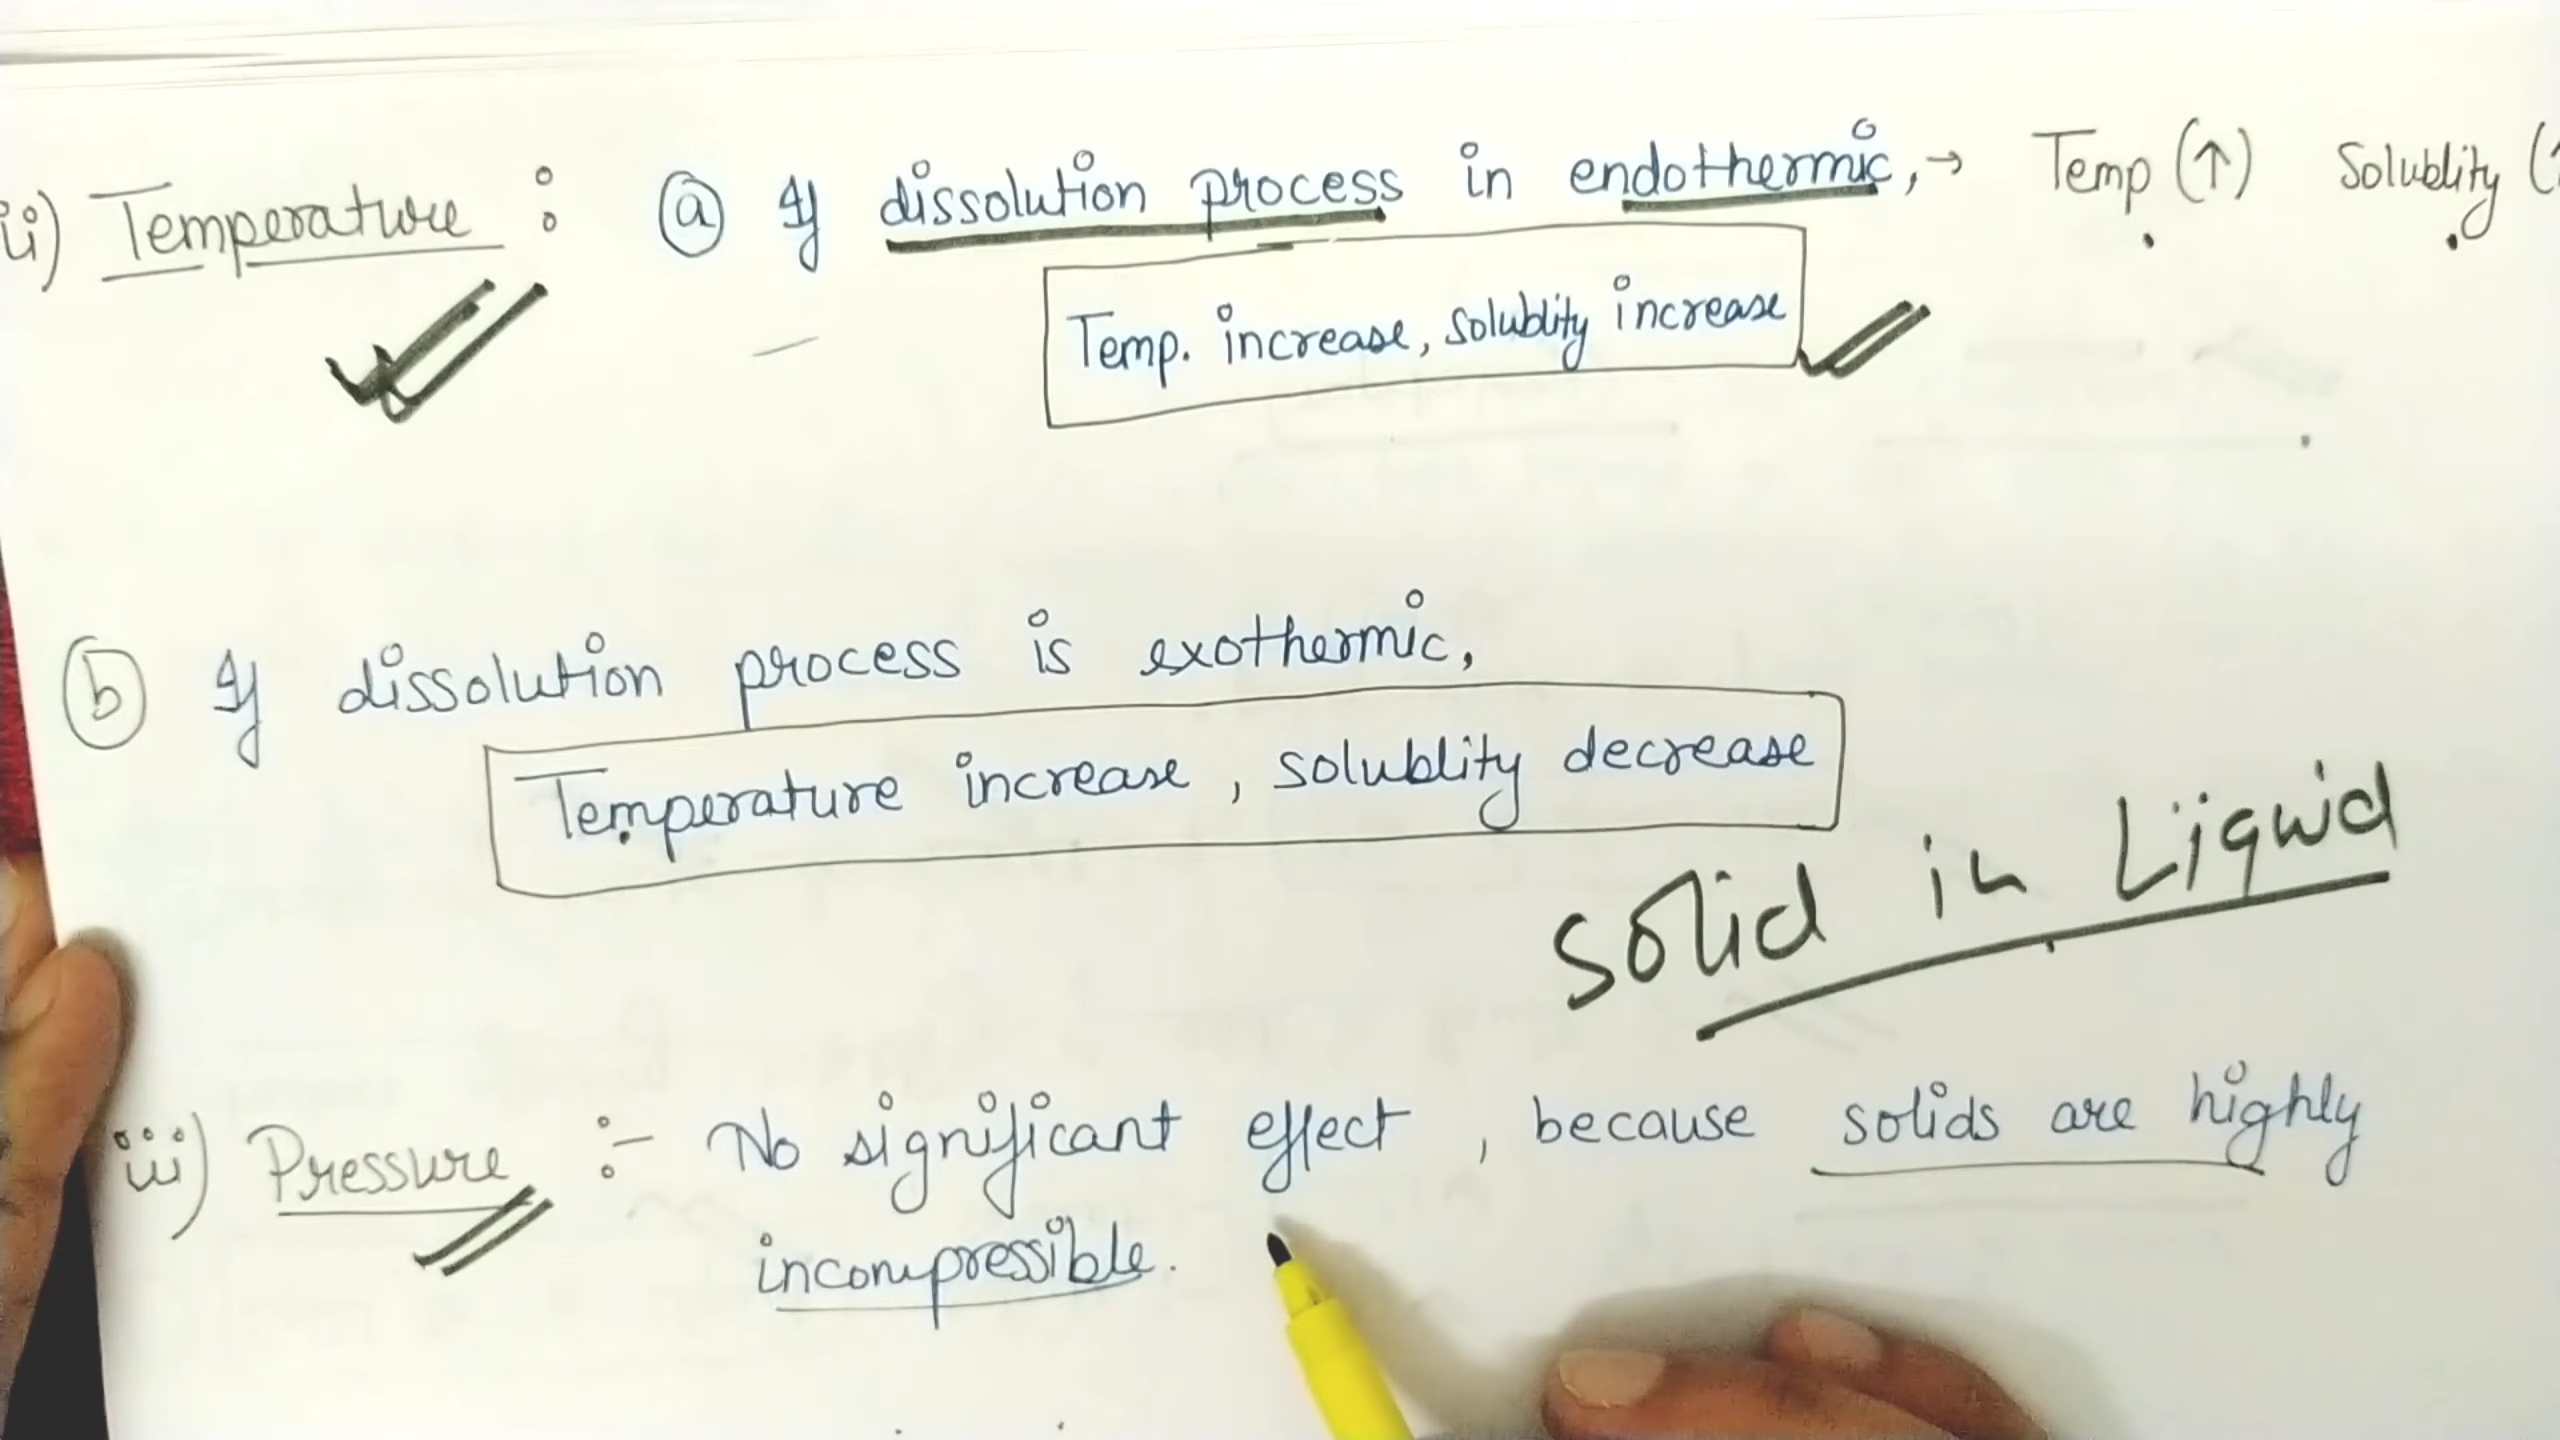 ii) Temperature : ⓐ If dissolution process in endothermic, → Temp (↑) Solublity (↑
Temp. increase, solublity increase
ⓑ If dissolution process is exothermic,
Temperature increase, solublity decrease
Solid in Liquid
iii) Pressure :- No significant effect, because solids are highly
incompressible.